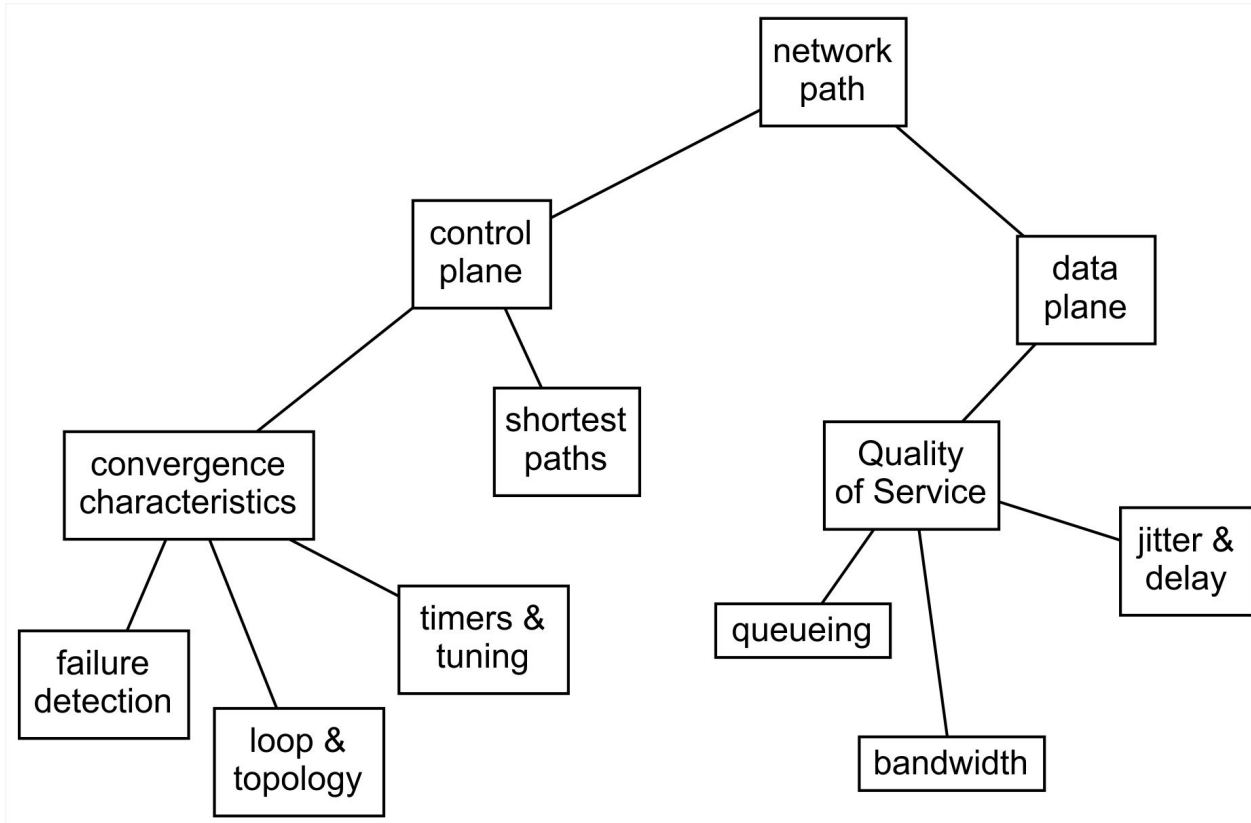 network
path
control
plane
data
plane
shortest
paths
convergence
characteristics
Quality
of Service
jitter &
delay
timers &
tuning
queueing
failure
detection
loop &
topology
bandwidth